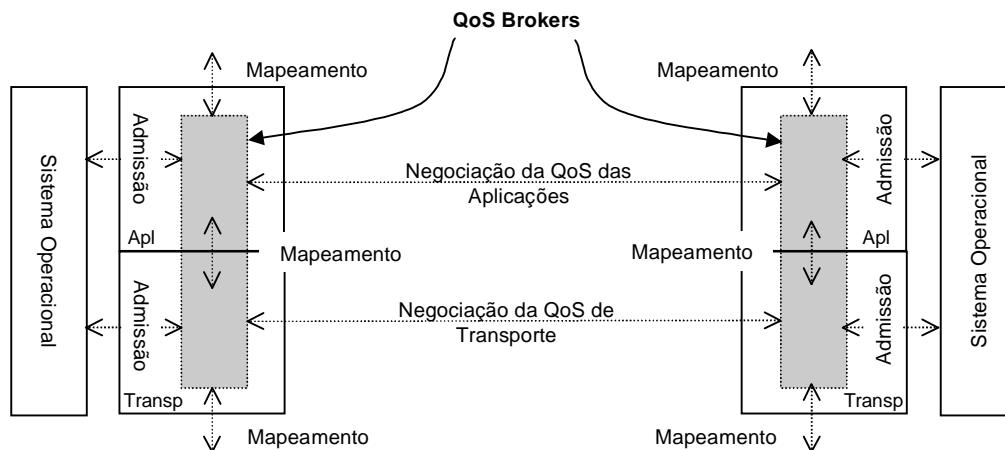 QoS Brokers
Mapeamento
Mapeamento
Sistema Operacional
Admissão
Negociação da QoS das
Aplicações
Admissão
Sistema Operacional
Apl
Mapeamento
Mapeamento
Apl
Admissão
Negociação da QoS de
Transporte
Admissão
Transp
Transp
Mapeamento
Mapeamento